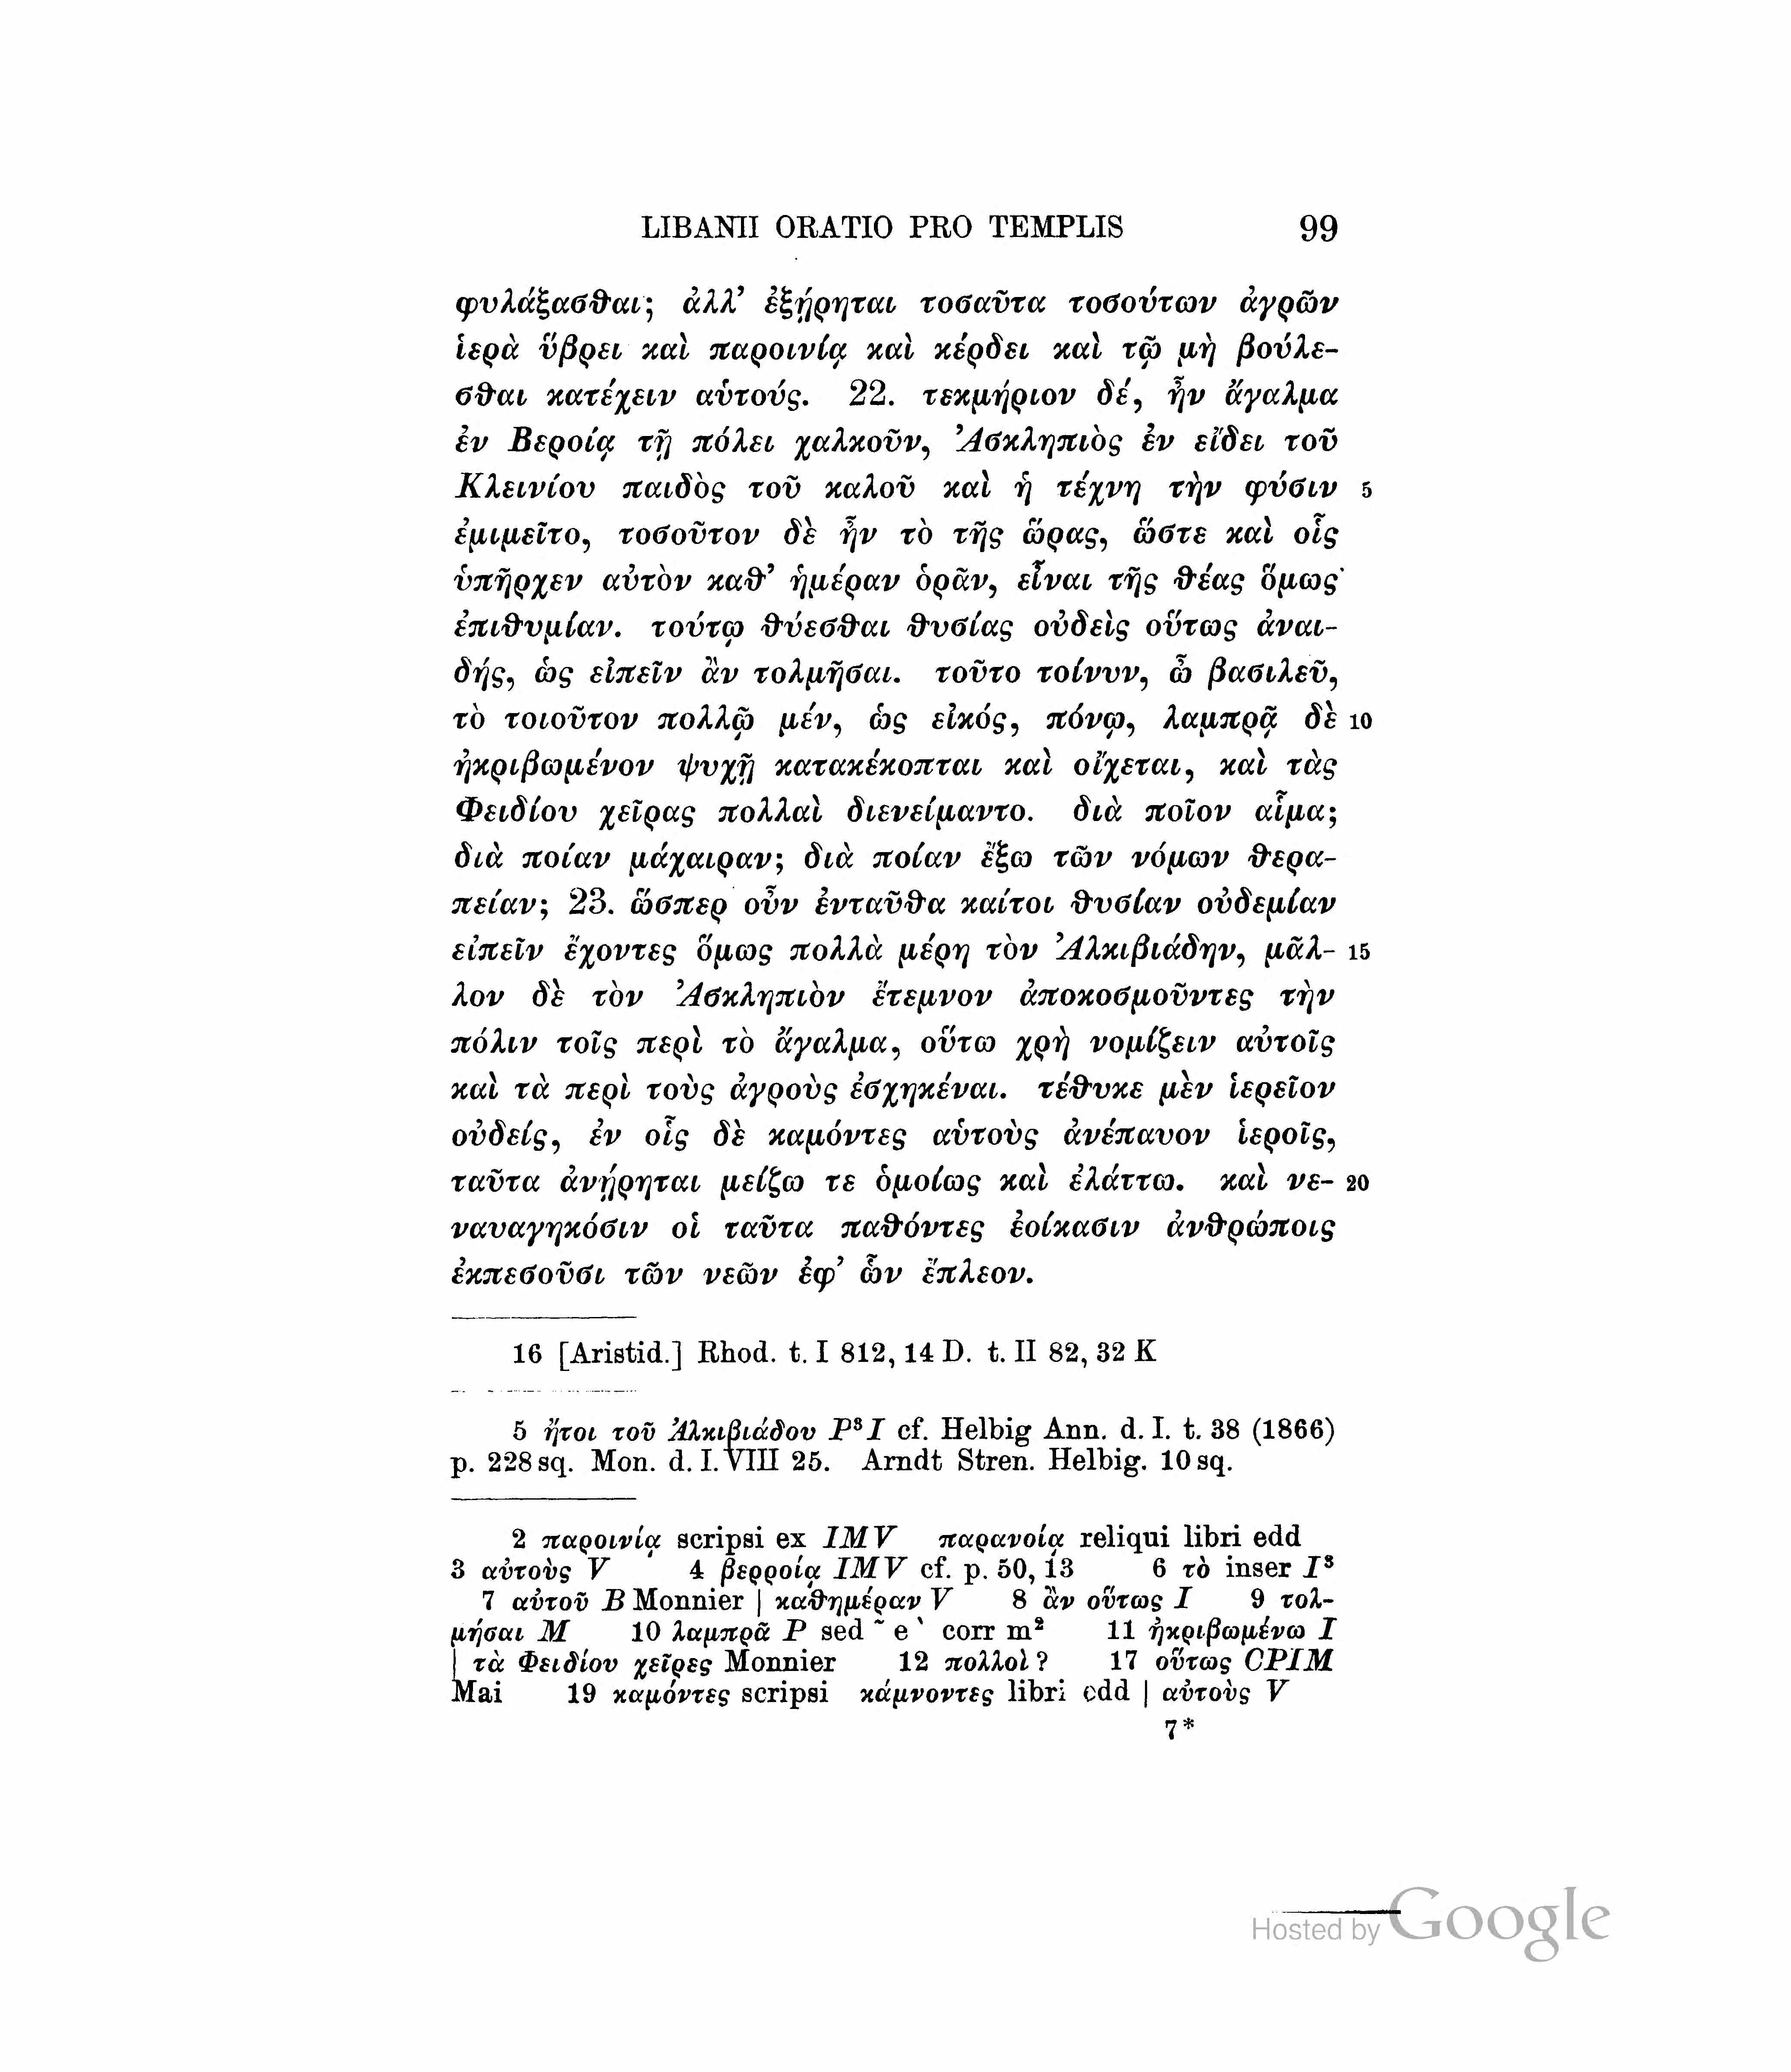 LIBANII ORATIO PRO TEMPLIS 99
φυλάξασθαι; ἀλλ’ ἐξῄρηται τοσαῦτα τοσούτων ἀγρῶν
ἱερὰ ὕβρει καὶ παροινίᾳ καὶ κέρδει καὶ τῷ μὴ βούλε-
σθαι κατέχειν αὑτούς. 22. τεκμήριον δέ, ἦν ἄγαλμα
ἐν Βεροίᾳ τῇ πόλει χαλκοῦν, Ἀσκληπιὸς ἐν εἴδει τοῦ
Κλεινίου παιδὸς τοῦ καλοῦ καὶ ἡ τέχνη τὴν φύσιν 5
ἐμιμεῖτο, τοσοῦτον δὲ ἦν τὸ τῆς ὥρας, ὥστε καὶ οἷς
ὑπῆρχεν αὐτὸν καθ’ ἡμέραν ὁρᾶν, εἶναι τῆς θέας ὅμως
ἐπιθυμίαν. τούτῳ θύεσθαι θυσίας οὐδεὶς οὕτως ἀναι-
δής, ὡς εἰπεῖν ἂν τολμῆσαι. τοῦτο τοίνυν, ὦ βασιλεῦ,
τὸ τοιοῦτον πολλῷ μέν, ὡς εἰκός, πόνῳ, λαμπρᾷ δὲ 10
ἠκριβωμένον ψυχῇ κατακέκοπται καὶ οἴχεται, καὶ τὰς
Φειδίου χεῖρας πολλαὶ διενείμαντο. διὰ ποῖον αἷμα;
διὰ ποίαν μάχαιραν; διὰ ποίαν ἔξω τῶν νόμων θερα-
πείαν; 23. ὥσπερ οὖν ἐνταῦθα καίτοι θυσίαν οὐδεμίαν
εἰπεῖν ἔχοντες ὅμως πολλὰ μέρη τὸν Ἀλκιβιάδην, μᾶλ- 15
λον δὲ τὸν Ἀσκληπιὸν ἔτεμνον ἀποκοσμοῦντες τὴν
πόλιν τοῖς περὶ τὸ ἄγαλμα, οὕτω χρὴ νομίζειν αὐτοῖς
καὶ τὰ περὶ τοὺς ἀγροὺς ἐσχηκέναι. τέθυκε μὲν ἱερεῖον
οὐδείς, ἐν οἷς δὲ καμόντες αὑτοὺς ἀνέπαυον ἱεροῖς,
ταῦτα ἀνῄρηται μείζω τε ὁμοίως καὶ ἐλάττω. καὶ νε- 20
ναυαγηκόσιν οἱ ταῦτα παθόντες ἐοίκασιν ἀνθρώποις
ἐκπεσοῦσι τῶν νεῶν ἐφ’ ὧν ἔπλεον.
16 [Aristid.] Rhod. t. I 812, 14 D. t. II 82, 32 K
5 ἤτοι τοῦ Ἀλκιβιάδου P³I cf. Helbig Ann. d. I. t. 38 (1866)
p. 228 sq. Mon. d. I. VIII 25. Arndt Stren. Helbig. 10 sq.
2 παροινίᾳ scripsi ex IMV παρανοίᾳ reliqui libri edd
3 αὐτοὺς V 4 βερροίᾳ IMV cf. p. 50, 13 6 τὸ inser I³
7 αὐτοῦ B Monnier | καθημέραν V 8 ἂν οὕτως I 9 τολ-
μήσαι M 10 λαμπρᾶ P sed ῀ e ` corr m² 11 ἠκριβωμένω I
| τὰ Φειδίου χεῖρες Monnier 12 πολλοὶ? 17 οὕτως CPIM
Mai 19 καμόντες scripsi κάμνοντες libri edd | αὐτοὺς V
7*
Hosted by Google